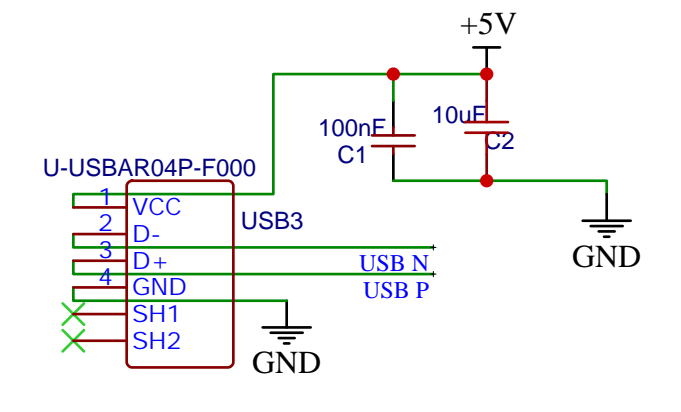 +5V
10uF
100nF
C2
C1
U-USBAR04P-F000
1
VCC
USB3
2
D-
3
D+
USB N
4
GND
USB P
GND
SH1
SH2
GND